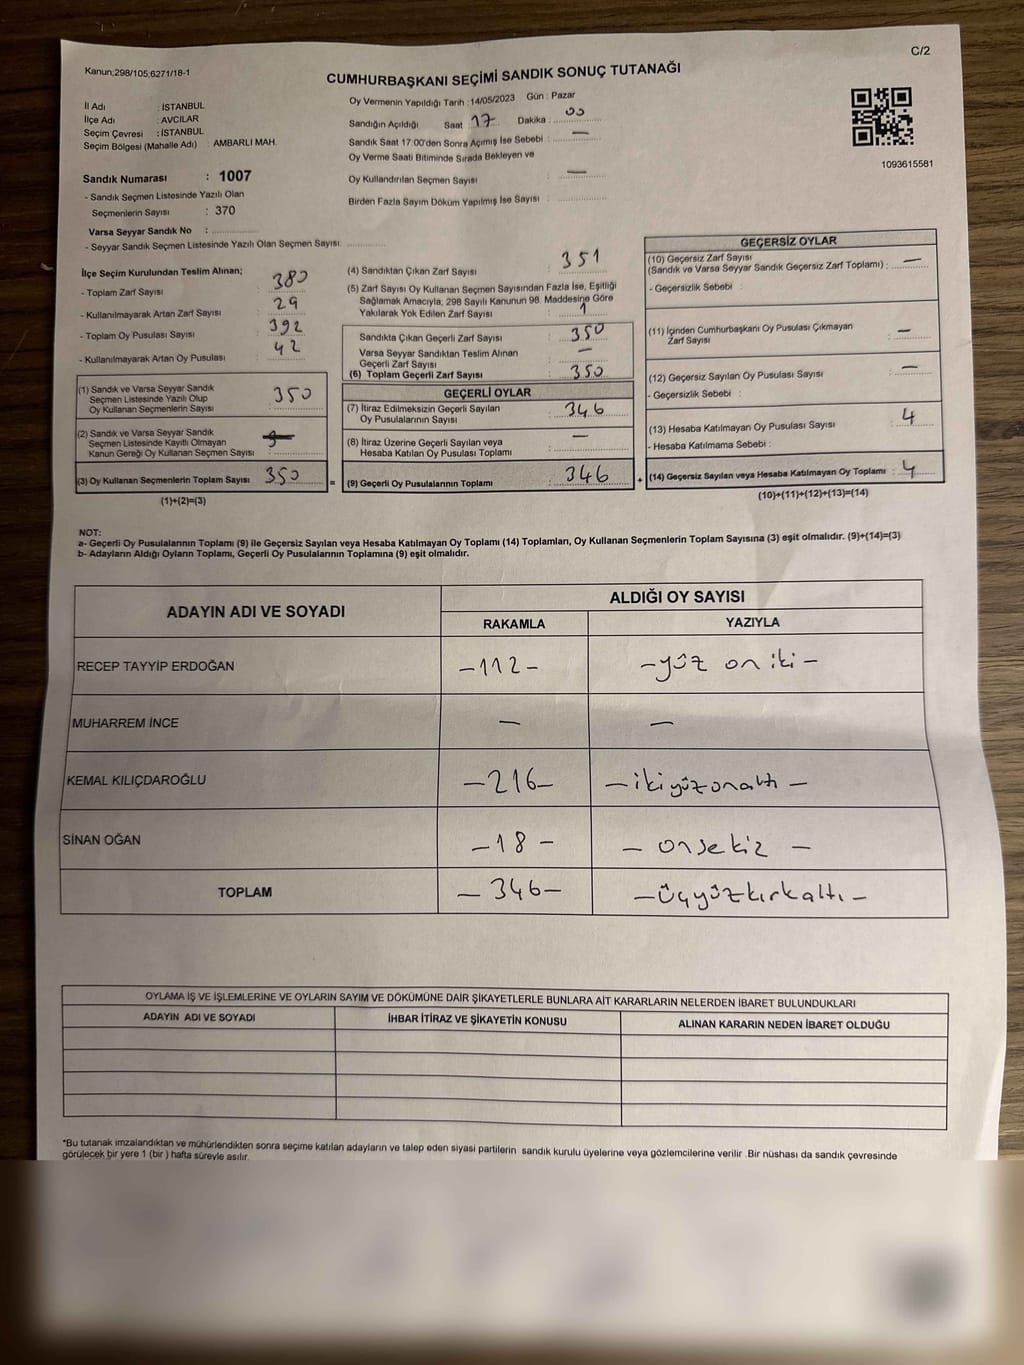 C/2
Kanun;298/105,6271/18-1
CUMHURBAŞKANI SEÇİMİ SANDIK SONUÇ TUTANAĞI
İl Adı : İSTANBUL
İlçe Adı : AVCILAR
Seçim Çevresi : İSTANBUL
Seçim Bölgesi (Mahalle Adı) : AMBARLI MAH.
Sandık Numarası : 1007
- Sandık Seçmen Listesinde Yazılı Olan
Seçmenlerin Sayısı : 370
Varsa Seyyar Sandık No :
- Seyyar Sandık Seçmen Listesinde Yazılı Olan Seçmen Sayısı
Oy Vermenin Yapıldığı Tarih : 14/05/2023 Gün : Pazar
Sandığın Açıldığı Saat 17 Dakika : 00
Sandık Saat 17:00'den Sonra Açımış İse Sebebi : —
Oy Verme Saati Bitiminde Sırada Bekleyen ve
Oy Kullandırılan Seçmen Sayısı : —
Birden Fazla Sayım Döküm Yapılmış İse Sayısı :
1093615581
İlçe Seçim Kurulundan Teslim Alınan;
- Toplam Zarf Sayısı : 380
- Kullanılmayarak Artan Zarf Sayısı : 29
- Toplam Oy Pusulası Sayısı : 392
- Kullanılmayarak Artan Oy Pusulası : 42
(1) Sandık ve Varsa Seyyar Sandık
Seçmen Listesinde Yazılı Olup
Oy Kullanan Seçmenlerin Sayısı : 350
(2) Sandık ve Varsa Seyyar Sandık
Seçmen Listesinde Kayıtlı Olmayan
Kanun Gereği Oy Kullanan Seçmen Sayısı :
(3) Oy Kullanan Seçmenlerin Toplam Sayısı 350
(1)+(2)=(3)
(4) Sandıktan Çıkan Zarf Sayısı : 351
(5) Zarf Sayısı Oy Kullanan Seçmen Sayısından Fazla İse, Eşitliği
Sağlamak Amacıyla, 298 Sayılı Kanunun 98. Maddesine Göre
Yakılarak Yok Edilen Zarf Sayısı : 1
Sandıkta Çıkan Geçerli Zarf Sayısı : 350
Varsa Seyyar Sandıktan Teslim Alınan
Geçerli Zarf Sayısı : —
(6) Toplam Geçerli Zarf Sayısı : 350
GEÇERLİ OYLAR
(7) İtiraz Edilmeksizin Geçerli Sayılan
Oy Pusulalarının Sayısı : 346
(8) İtiraz Üzerine Geçerli Sayılan veya
Hesaba Katılan Oy Pusulası Toplamı : —
(9) Geçerli Oy Pusulalarının Toplamı : 346
=
+
GEÇERSİZ OYLAR
(10) Geçersiz Zarf Sayısı
(Sandık ve Varsa Seyyar Sandık Geçersiz Zarf Toplamı) : —
- Geçersizlik Sebebi :
(11) İçinden Cumhurbaşkanı Oy Pusulası Çıkmayan
Zarf Sayısı : —
(12) Geçersiz Sayılan Oy Pusulası Sayısı : —
- Geçersizlik Sebebi :
(13) Hesaba Katılmayan Oy Pusulası Sayısı : 4
- Hesaba Katılmama Sebebi :
(14) Geçersiz Sayılan veya Hesaba Katılmayan Oy Toplamı : 4
(10)+(11)+(12)+(13)=(14)
NOT:
a- Geçerli Oy Pusulalarının Toplamı (9) ile Geçersiz Sayılan veya Hesaba Katılmayan Oy Toplamı (14) Toplamları, Oy Kullanan Seçmenlerin Toplam Sayısına (3) eşit olmalıdır. (9)+(14)=(3)
b- Adayların Aldığı Oyların Toplamı, Geçerli Oy Pusulalarının Toplamına (9) eşit olmalıdır.
ADAYIN ADI VE SOYADI
ALDIĞI OY SAYISI
RAKAMLA YAZIYLA
RECEP TAYYİP ERDOĞAN -112- -yüz on iki-
MUHARREM İNCE — —
KEMAL KILIÇDAROĞLU -216- -ikiyüzonaltı-
SİNAN OĞAN -18- - onsekiz -
TOPLAM -346- -Üçyüzkırkaltı-
OYLAMA İŞ VE İŞLEMLERİNE VE OYLARIN SAYIM VE DÖKÜMÜNE DAİR ŞİKAYETLERLE BUNLARA AİT KARARLARIN NELERDEN İBARET BULUNDUKLARI
ADAYIN ADI VE SOYADI İHBAR İTİRAZ VE ŞİKAYETİN KONUSU ALINAN KARARIN NEDEN İBARET OLDUĞU
*Bu tutanak imzalandıktan ve mühürlendikten sonra seçime katılan adayların ve talep eden siyasi partilerin sandık kurulu üyelerine veya gözlemcilerine verilir .Bir nüshası da sandık çevresinde
görülecek bir yere 1 (bir ) hafta süreyle asılır.